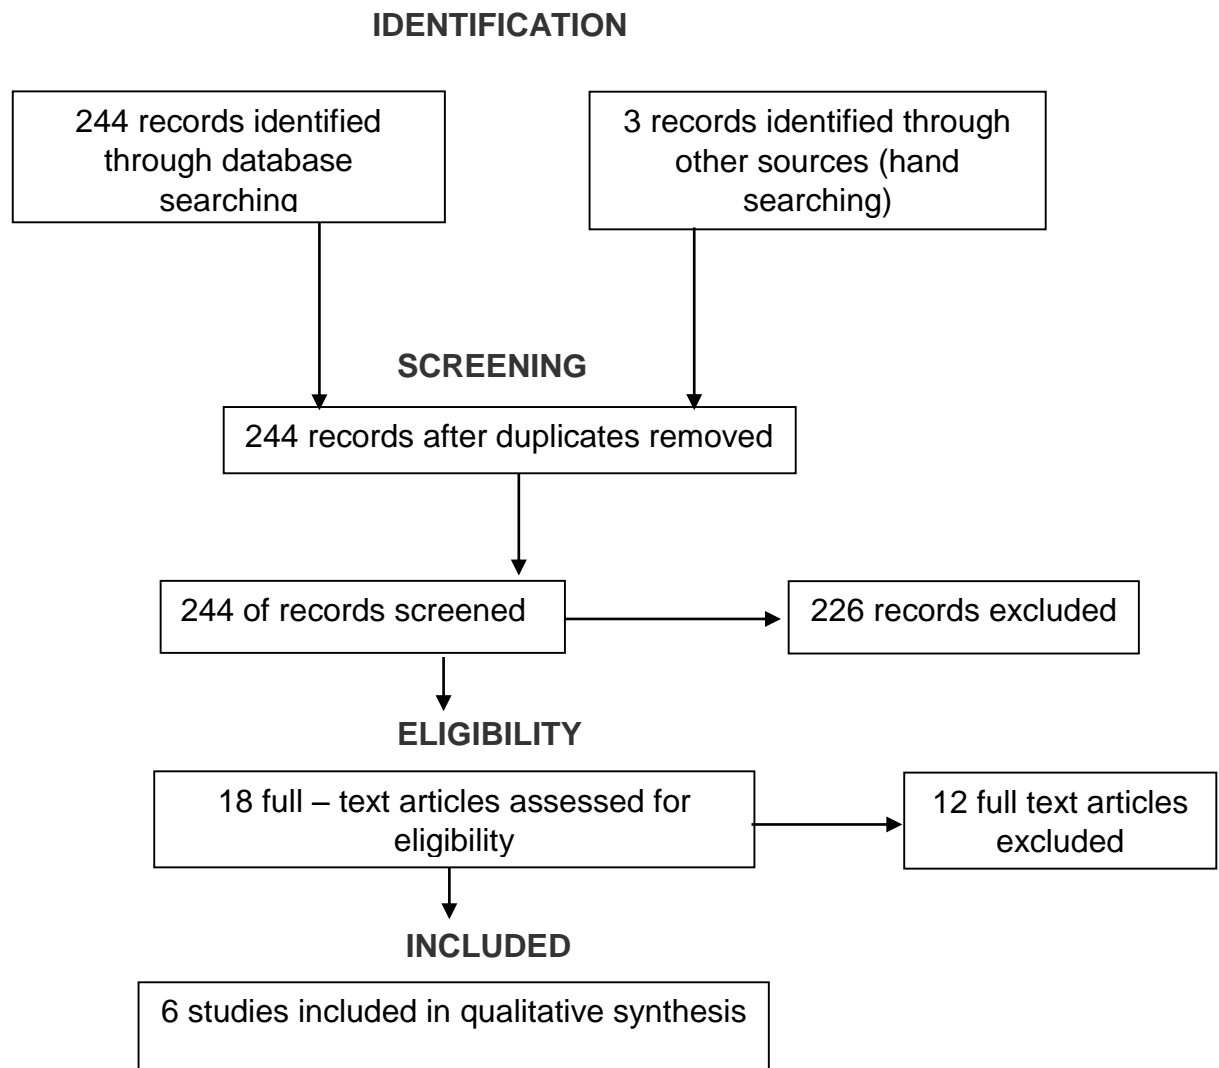 IDENTIFICATION
244 records identified
through database
searching
3 records identified through
other sources (hand
searching)
SCREENING
244 records after duplicates removed
244 of records screened
226 records excluded
ELIGIBILITY
18 full – text articles assessed for
eligibility
12 full text articles
excluded
INCLUDED
6 studies included in qualitative synthesis